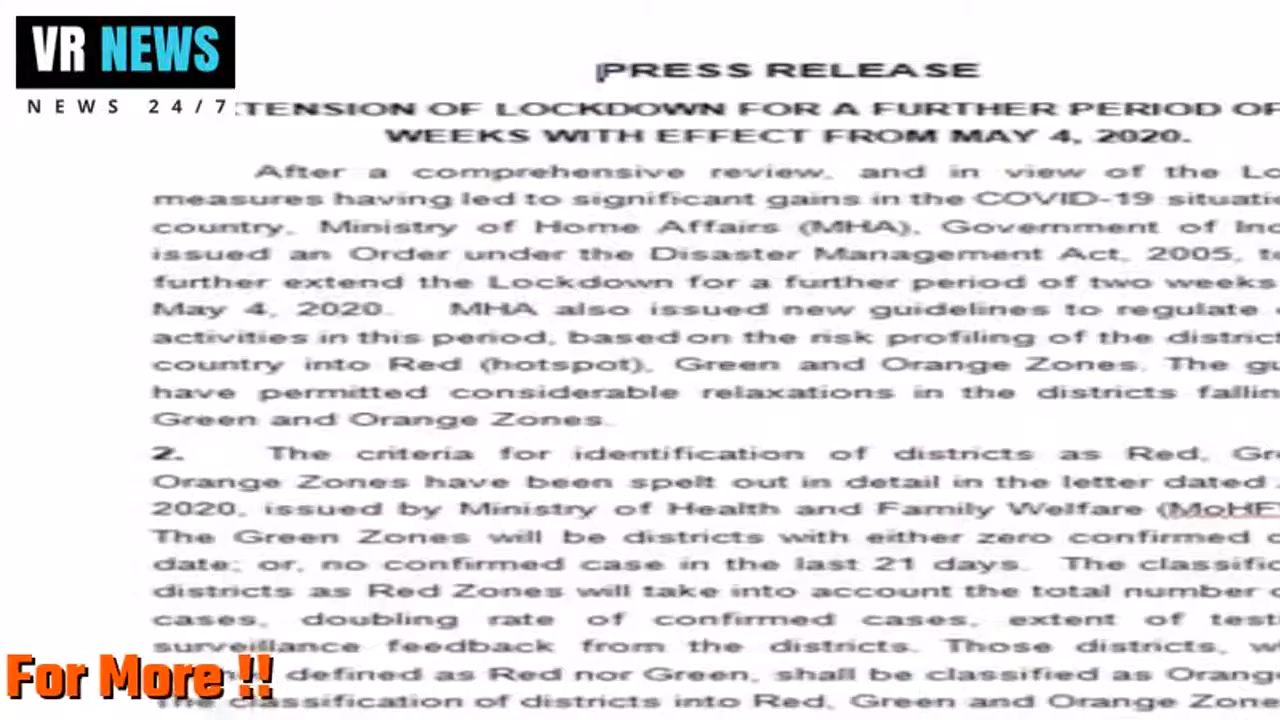 VR NEWS
NEWS 24/7
PRESS RELEASE
TENSION OF LOCKDOWN FOR A FURTHER PERIOD OF
WEEKS WITH EFFECT FROM MAY 4, 2020.
After a comprehensive review, and in view of the Lo
measures having led to significant gains in the COVID-19 situati
country, Ministry of Home Affairs (MHA), Government of Ind
issued an Order under the Disaster Management Act, 2005, t
further extend the Lockdown for a further period of two weeks
May 4, 2020. MHA also issued new guidelines to regulate
activities in this period, based on the risk profiling of the district
country into Red (hotspot), Green and Orange Zones. The gu
have permitted considerable relaxations in the districts fallin
Green and Orange Zones.
2. The criteria for identification of districts as Red, Gr
Orange Zones have been spelt out in detail in the letter dated
2020, issued by Ministry of Health and Family Welfare (MoHF
The Green Zones will be districts with either zero confirmed c
date; or, no confirmed case in the last 21 days. The classific
districts as Red Zones will take into account the total number
cases, doubling rate of confirmed cases, extent of test
surveillance feedback from the districts. Those districts, w
defined as Red nor Green, shall be classified as Orang
The classification of districts into Red, Green and Orange Zone
For More !!